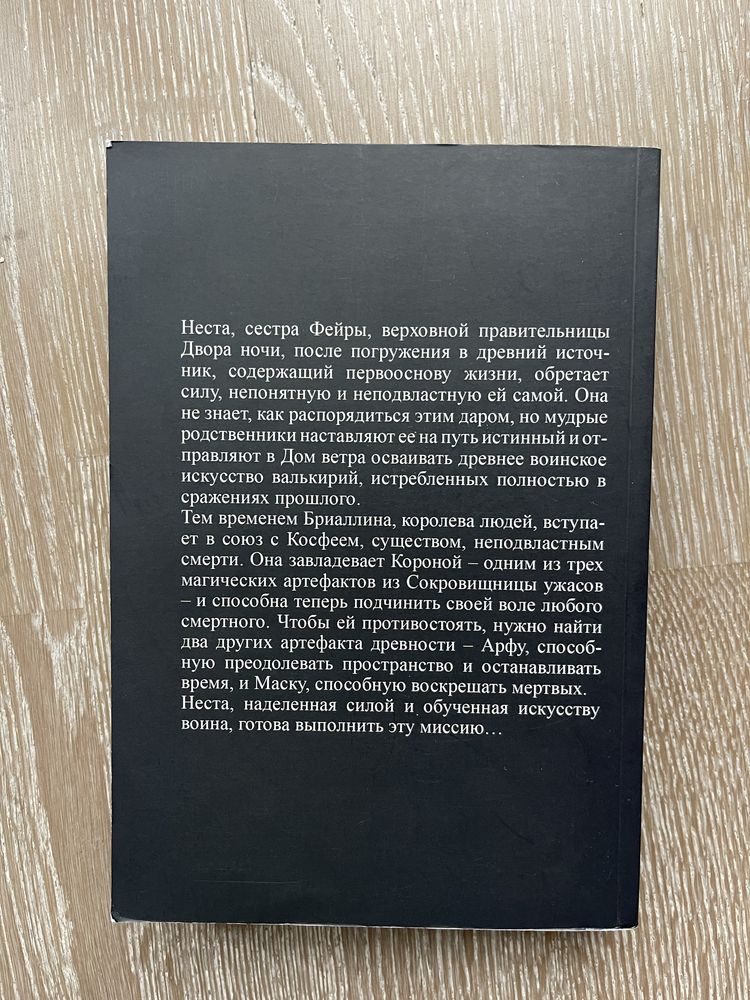 Неста, сестра Фейры, верховной правительницы
Двора ночи, после погружения в древний источ-
ник, содержащий первооснову жизни, обретает
силу, непонятную и неподвластную ей самой. Она
не знает, как распорядиться этим даром, но мудрые
родственники наставляют ее на путь истинный и от-
правляют в Дом ветра осваивать древнее воинское
искусство валькирий, истребленных полностью в
сражениях прошлого.
Тем временем Бриаллина, королева людей, вступа-
ет в союз с Косфеем, существом, неподвластным
смерти. Она завладевает Короной – одним из трех
магических артефактов из Сокровищницы ужасов
– и способна теперь подчинить своей воле любого
смертного. Чтобы ей противостоять, нужно найти
два других артефакта древности – Арфу, способ-
ную преодолевать пространство и останавливать
время, и Маску, способную воскрешать мертвых.
Неста, наделенная силой и обученная искусству
воина, готова выполнить эту миссию…